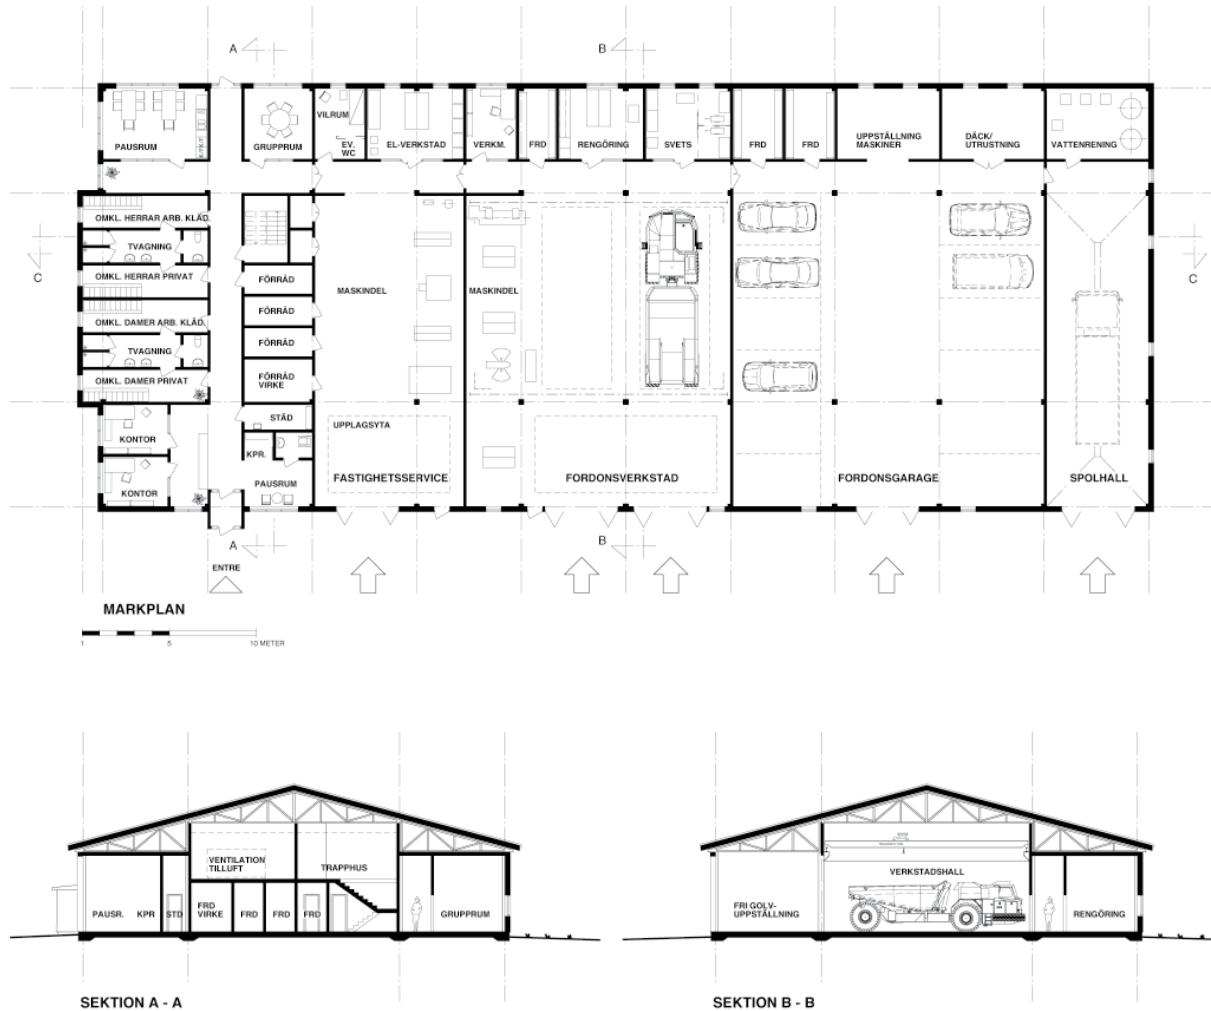 A
B
PAUSRUM
GRUPPRUM
VILRUM
EV.
WC
EL-VERKSTAD
VERKM.
FRD
RENGÖRING
SVETS
FRD
FRD
UPPSTÄLLNING
MASKINER
DÄCK/
UTRUSTNING
VATTENRENING
OMKL. HERRAR ARB. KLÄD.
TVAGNING
OMKL. HERRAR PRIVAT
OMKL. DAMER ARB. KLÄD.
TVAGNING
OMKL. DAMER PRIVAT
C
C
FÖRRÅD
FÖRRÅD
FÖRRÅD
FÖRRÅD
VIRKE
MASKINDEL
MASKINDEL
STÄD
KPR.
PAUSRUM
KONTOR
KONTOR
UPPLAGSYTA
FASTIGHETSSERVICE
FORDONSVERKSTAD
FORDONSGARAGE
SPOLHALL
A
B
ENTRE
MARKPLAN
1
5
10 METER
VENTILATION
TILLUFT
TRAPPHUS
PAUSR.
KPR
STD
FRD
VIRKE
FRD
FRD
FRD
GRUPPRUM
SEKTION A - A
VERKSTADSHALL
FRI GOLV-
UPPSTÄLLNING
RENGÖRING
SEKTION B - B